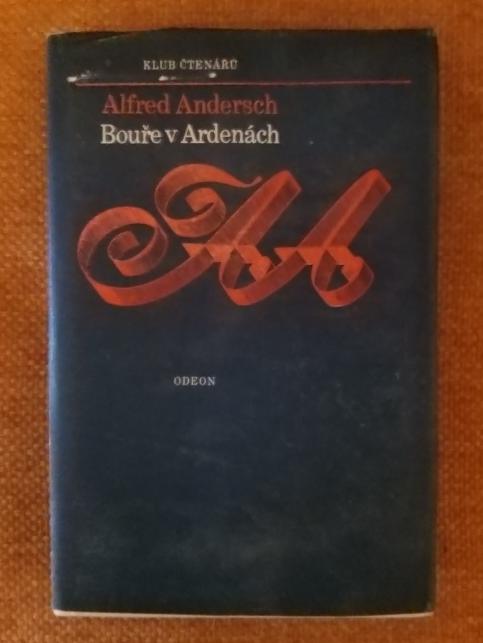 KLUB ČTENÁŘŮ
Alfred Andersch
Bouře v Ardenách
AA
ODEON